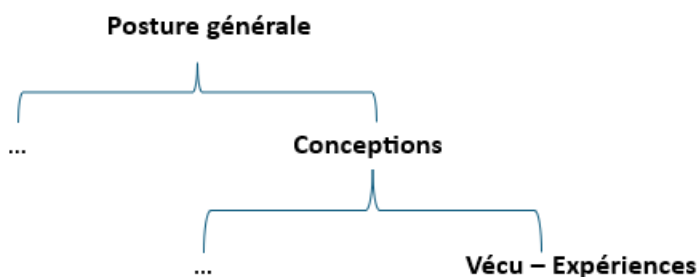 Posture générale
... Conceptions
... Vécu – Expériences